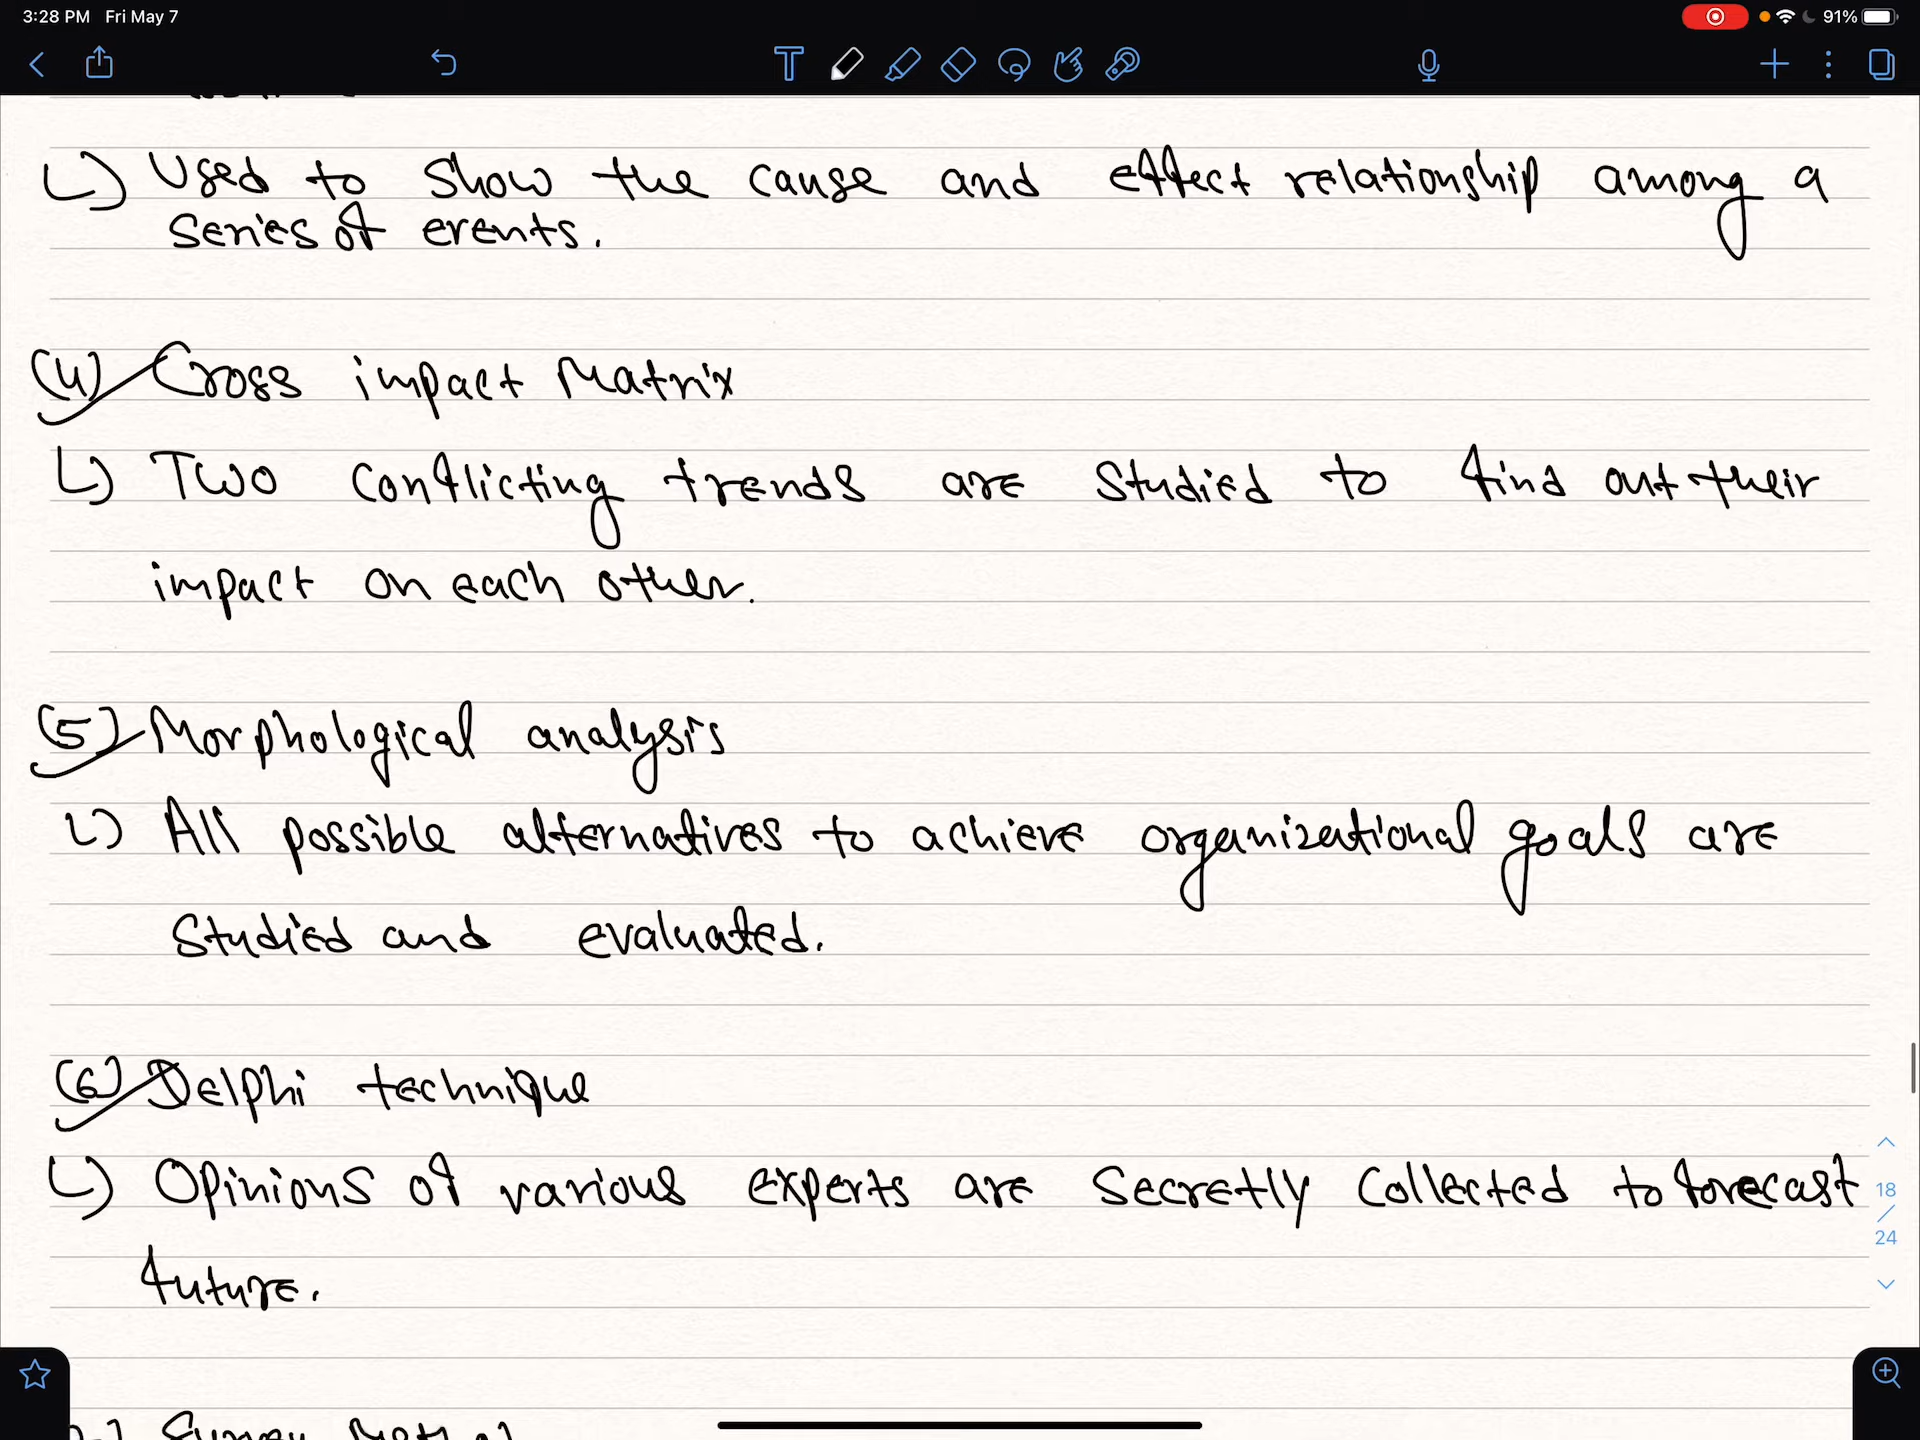 3:28 PM Fri May 7
91%
↳ Used to show the cause and effect relationship among a
series of events.
(4) Cross impact Matrix
↳ Two conflicting trends are studied to find out their
impact on each other.
(5) Morphological analysis
↳ All possible alternatives to achieve organizational goals are
studied and evaluated.
(6) Delphi technique
↳ Opinions of various experts are secretly collected to forecast
future.
18
/
24